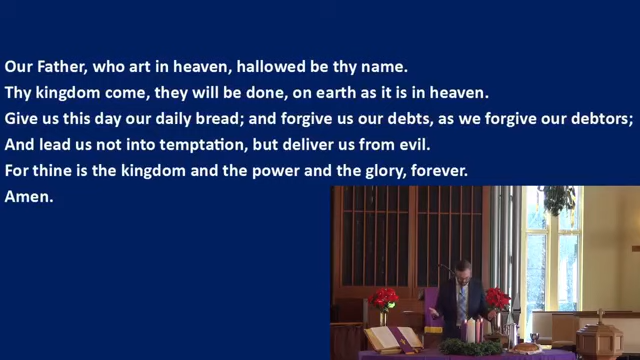 Our Father, who art in heaven, hallowed be thy name.
Thy kingdom come, they will be done, on earth as it is in heaven.
Give us this day our daily bread; and forgive us our debts, as we forgive our debtors;
And lead us not into temptation, but deliver us from evil.
For thine is the kingdom and the power and the glory, forever.
Amen.